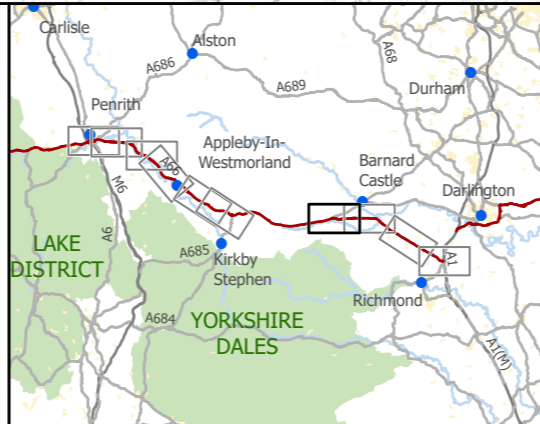 Carlisle
Alston
A68
A686
A689
Durham
Penrith
Appleby-In-
Westmorland
Barnard
Castle
A66
Darlington
M6
A6
LAKE
DISTRICT
A685
Kirkby
Stephen
A1
Richmond
A684
YORKSHIRE
DALES
A1(M)